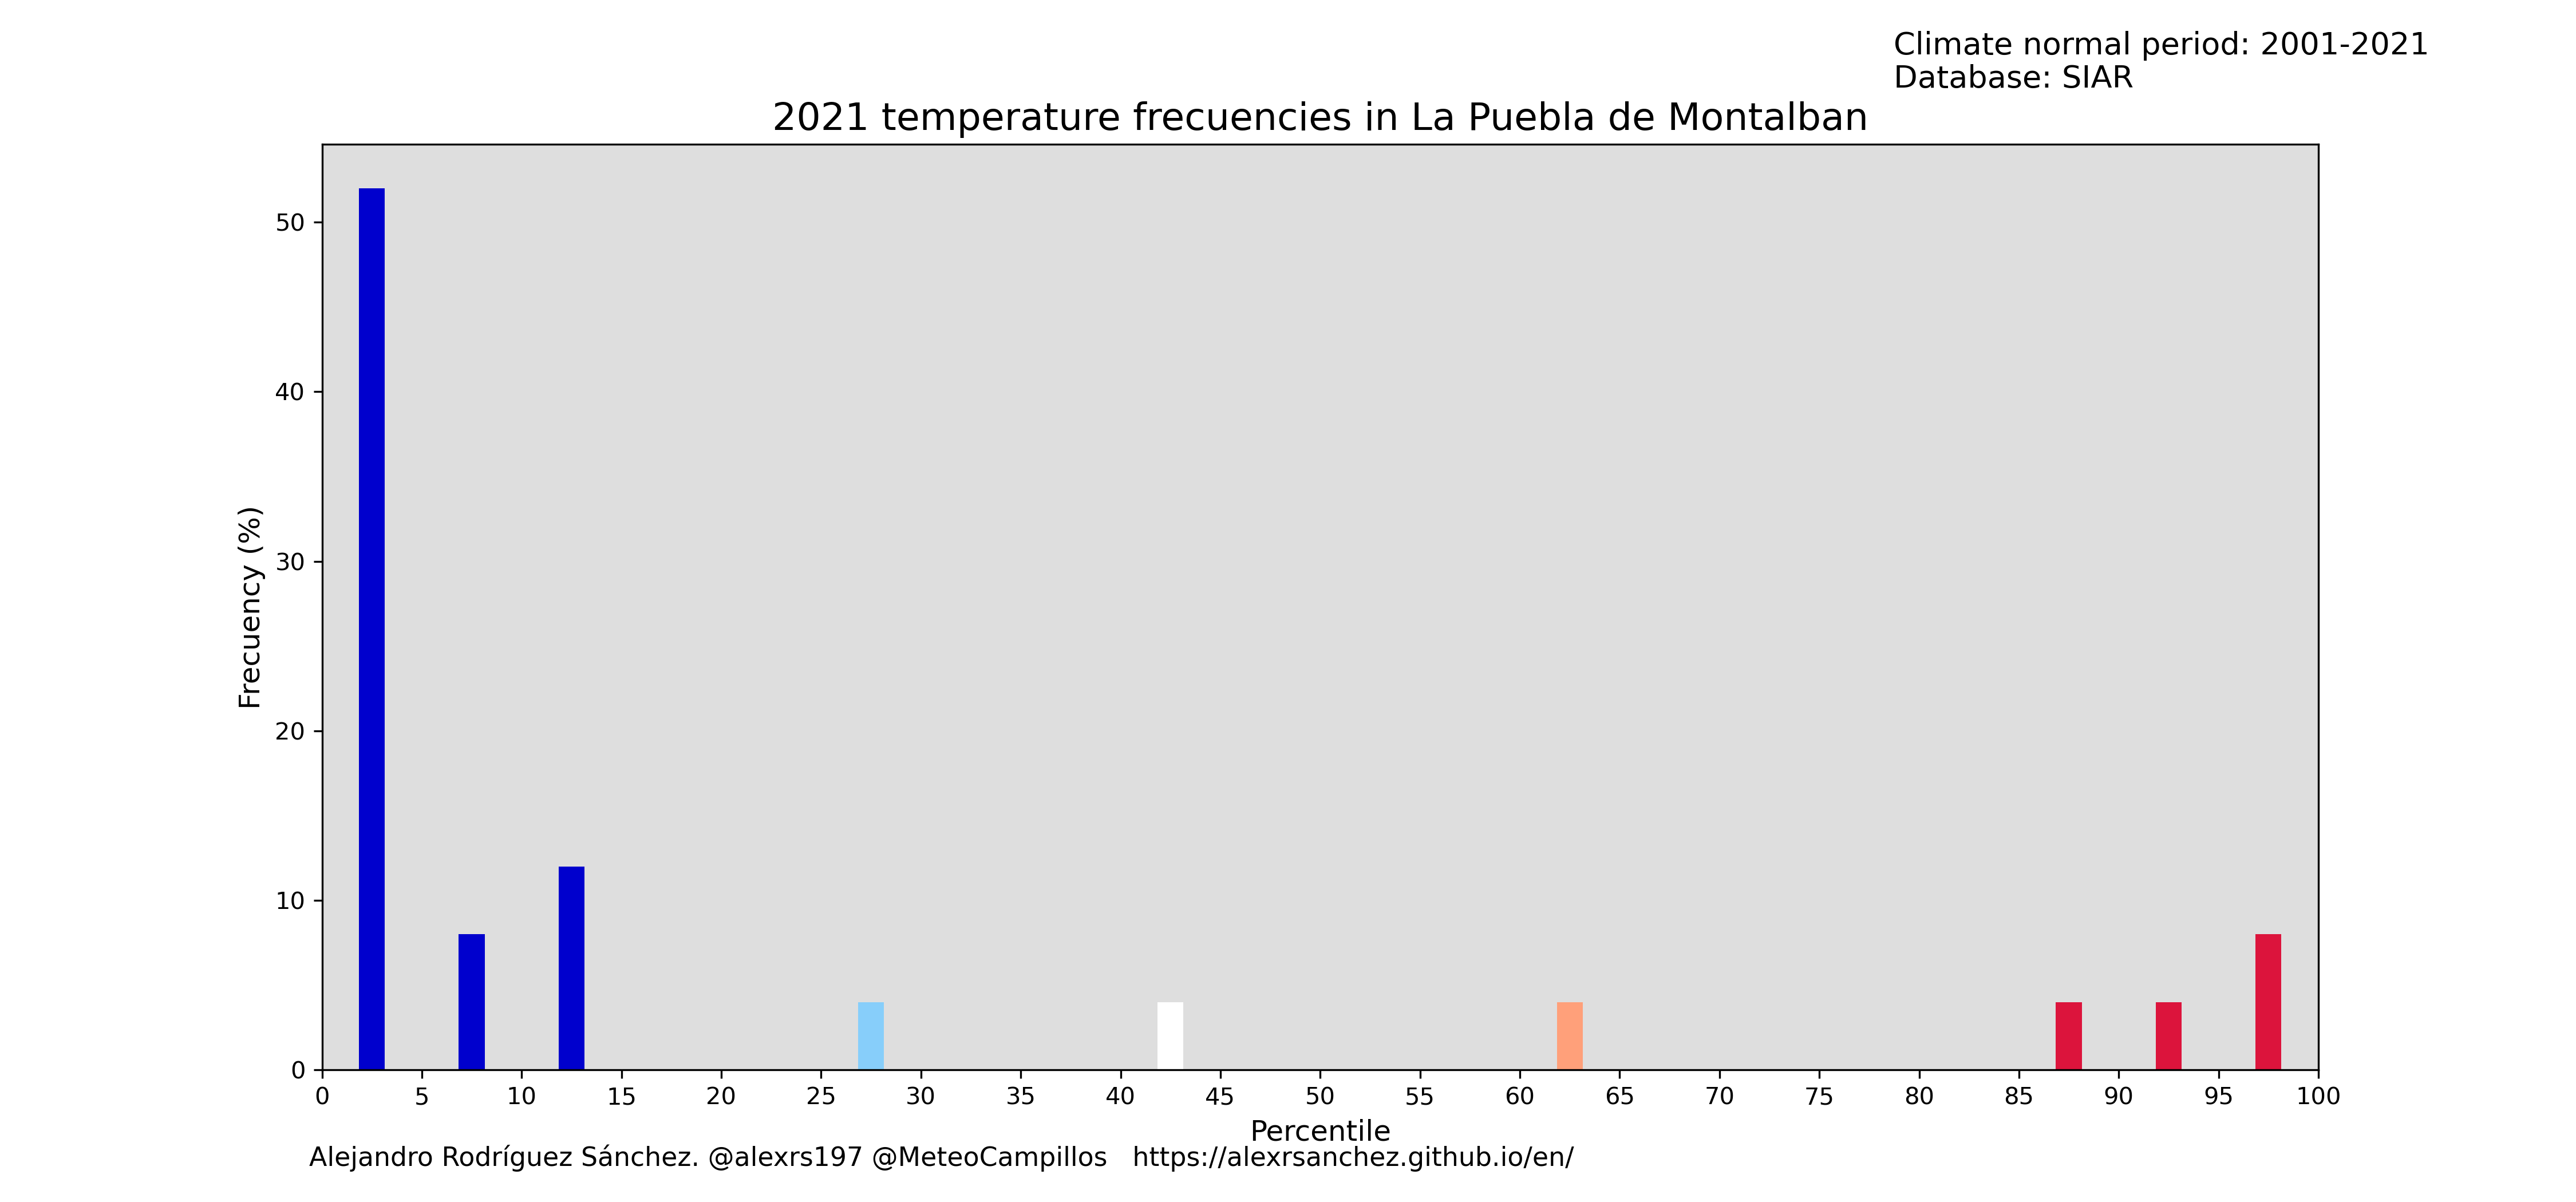 Climate normal period: 2001-2021
Database: SIAR
2021 temperature frecuencies in La Puebla de Montalban
50
40
30
20
10
0
Frecuency (%)
0 5 10 15 20 25 30 35 40 45 50 55 60 65 70 75 80 85 90 95 100
Percentile
Alejandro Rodríguez Sánchez. @alexrs197 @MeteoCampillos https://alexrsanchez.github.io/en/